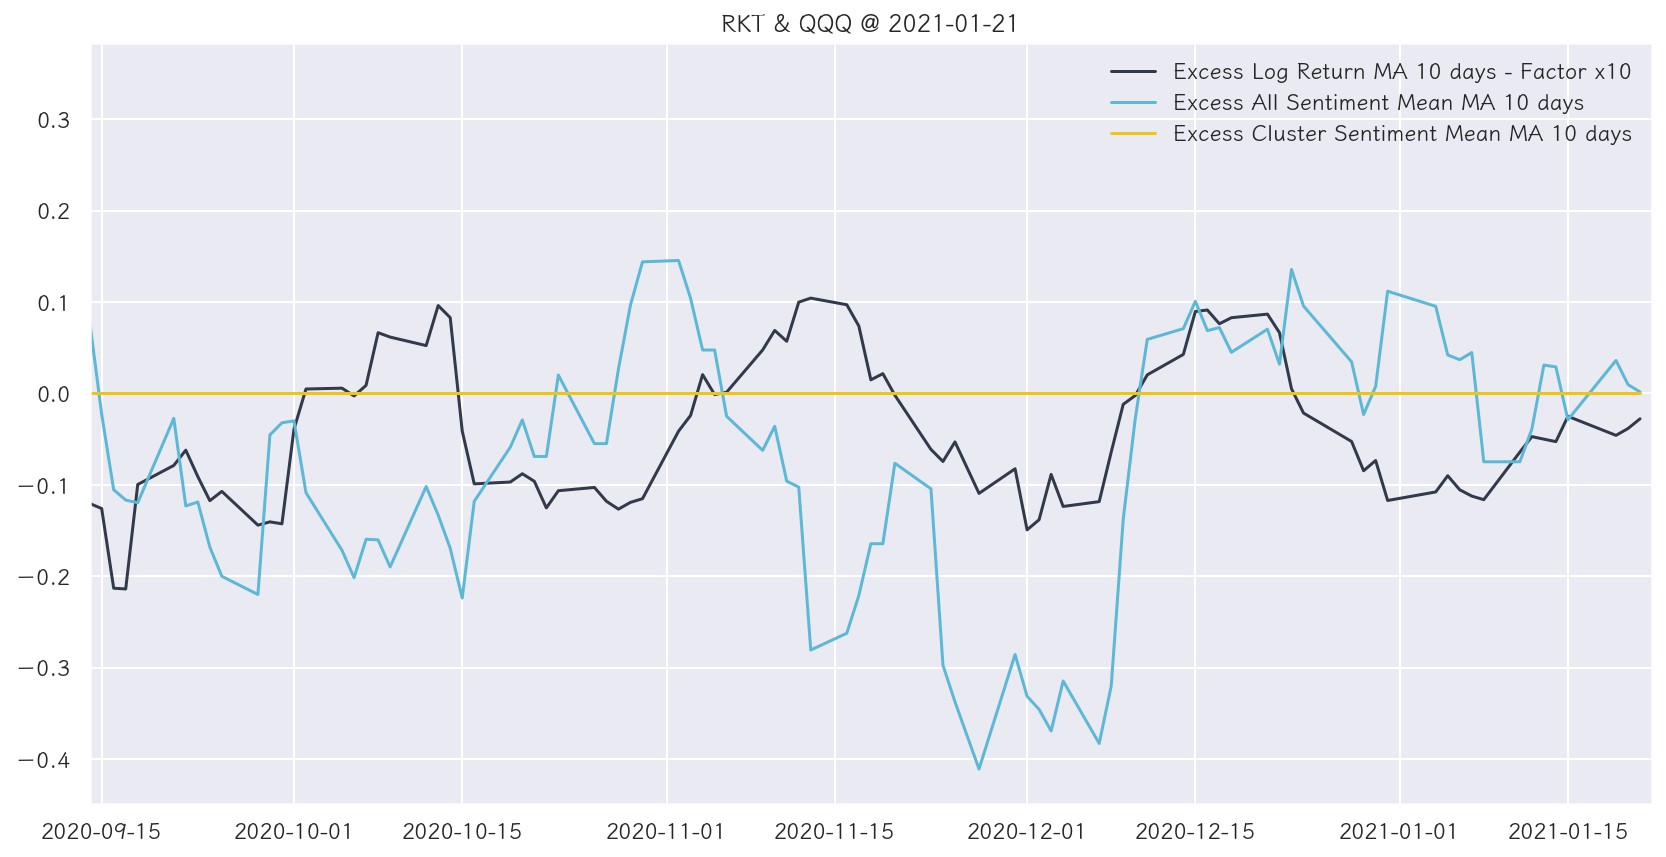 RKT & QQQ @ 2021-01-21
Excess Log Return MA 10 days - Factor x10
Excess All Sentiment Mean MA 10 days
Excess Cluster Sentiment Mean MA 10 days
0.3
0.2
0.1
0.0
−0.1
−0.2
−0.3
−0.4
2020-09-15 2020-10-01 2020-10-15 2020-11-01 2020-11-15 2020-12-01 2020-12-15 2021-01-01 2021-01-15